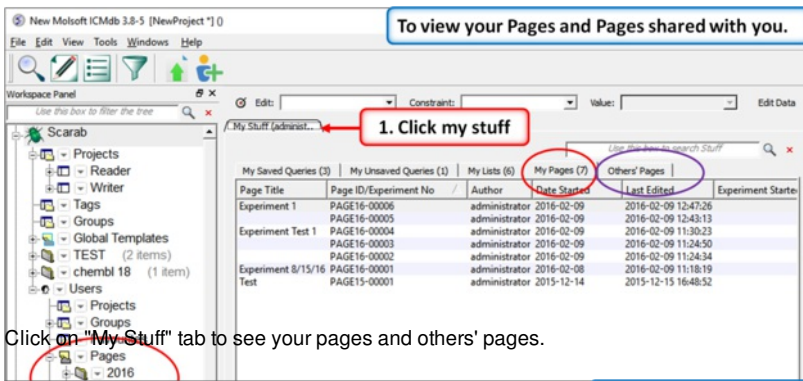 New Molsoft ICMdb 3.8-5 [NewProject *] 0
To view your Pages and Pages shared with you.
File Edit View Tools Windows Help
Workspace Panel
Use this box to filter the tree
Edit: Constraint: Value: Edit Data
My Stuff (administ...
1. Click my stuff
Use this box to search Stuff
Scarab
Projects
Reader
Writer
Tags
Groups
Global Templates
TEST (2 items)
chembl 18 (1 item)
Users
Projects
Groups
Pages
2016
My Saved Queries (3) My Unsaved Queries (1) My Lists (6) My Pages (7) Others' Pages
Page Title Page ID/Experiment No Author Date Started Last Edited Experiment Starte
Experiment 1 PAGE16-00006 administrator 2016-02-09 2016-02-09 12:47:26
PAGE16-00005 administrator 2016-02-09 2016-02-09 12:43:13
Experiment Test 1 PAGE16-00004 administrator 2016-02-09 2016-02-09 11:30:23
PAGE16-00003 administrator 2016-02-09 2016-02-09 11:24:50
PAGE16-00002 administrator 2016-02-09 2016-02-09 11:24:34
Experiment 8/15/16 PAGE16-00001 administrator 2016-02-08 2016-02-09 11:18:19
Test PAGE15-00001 administrator 2015-12-14 2015-12-15 16:48:52
Click on "My Stuff" tab to see your pages and others' pages.